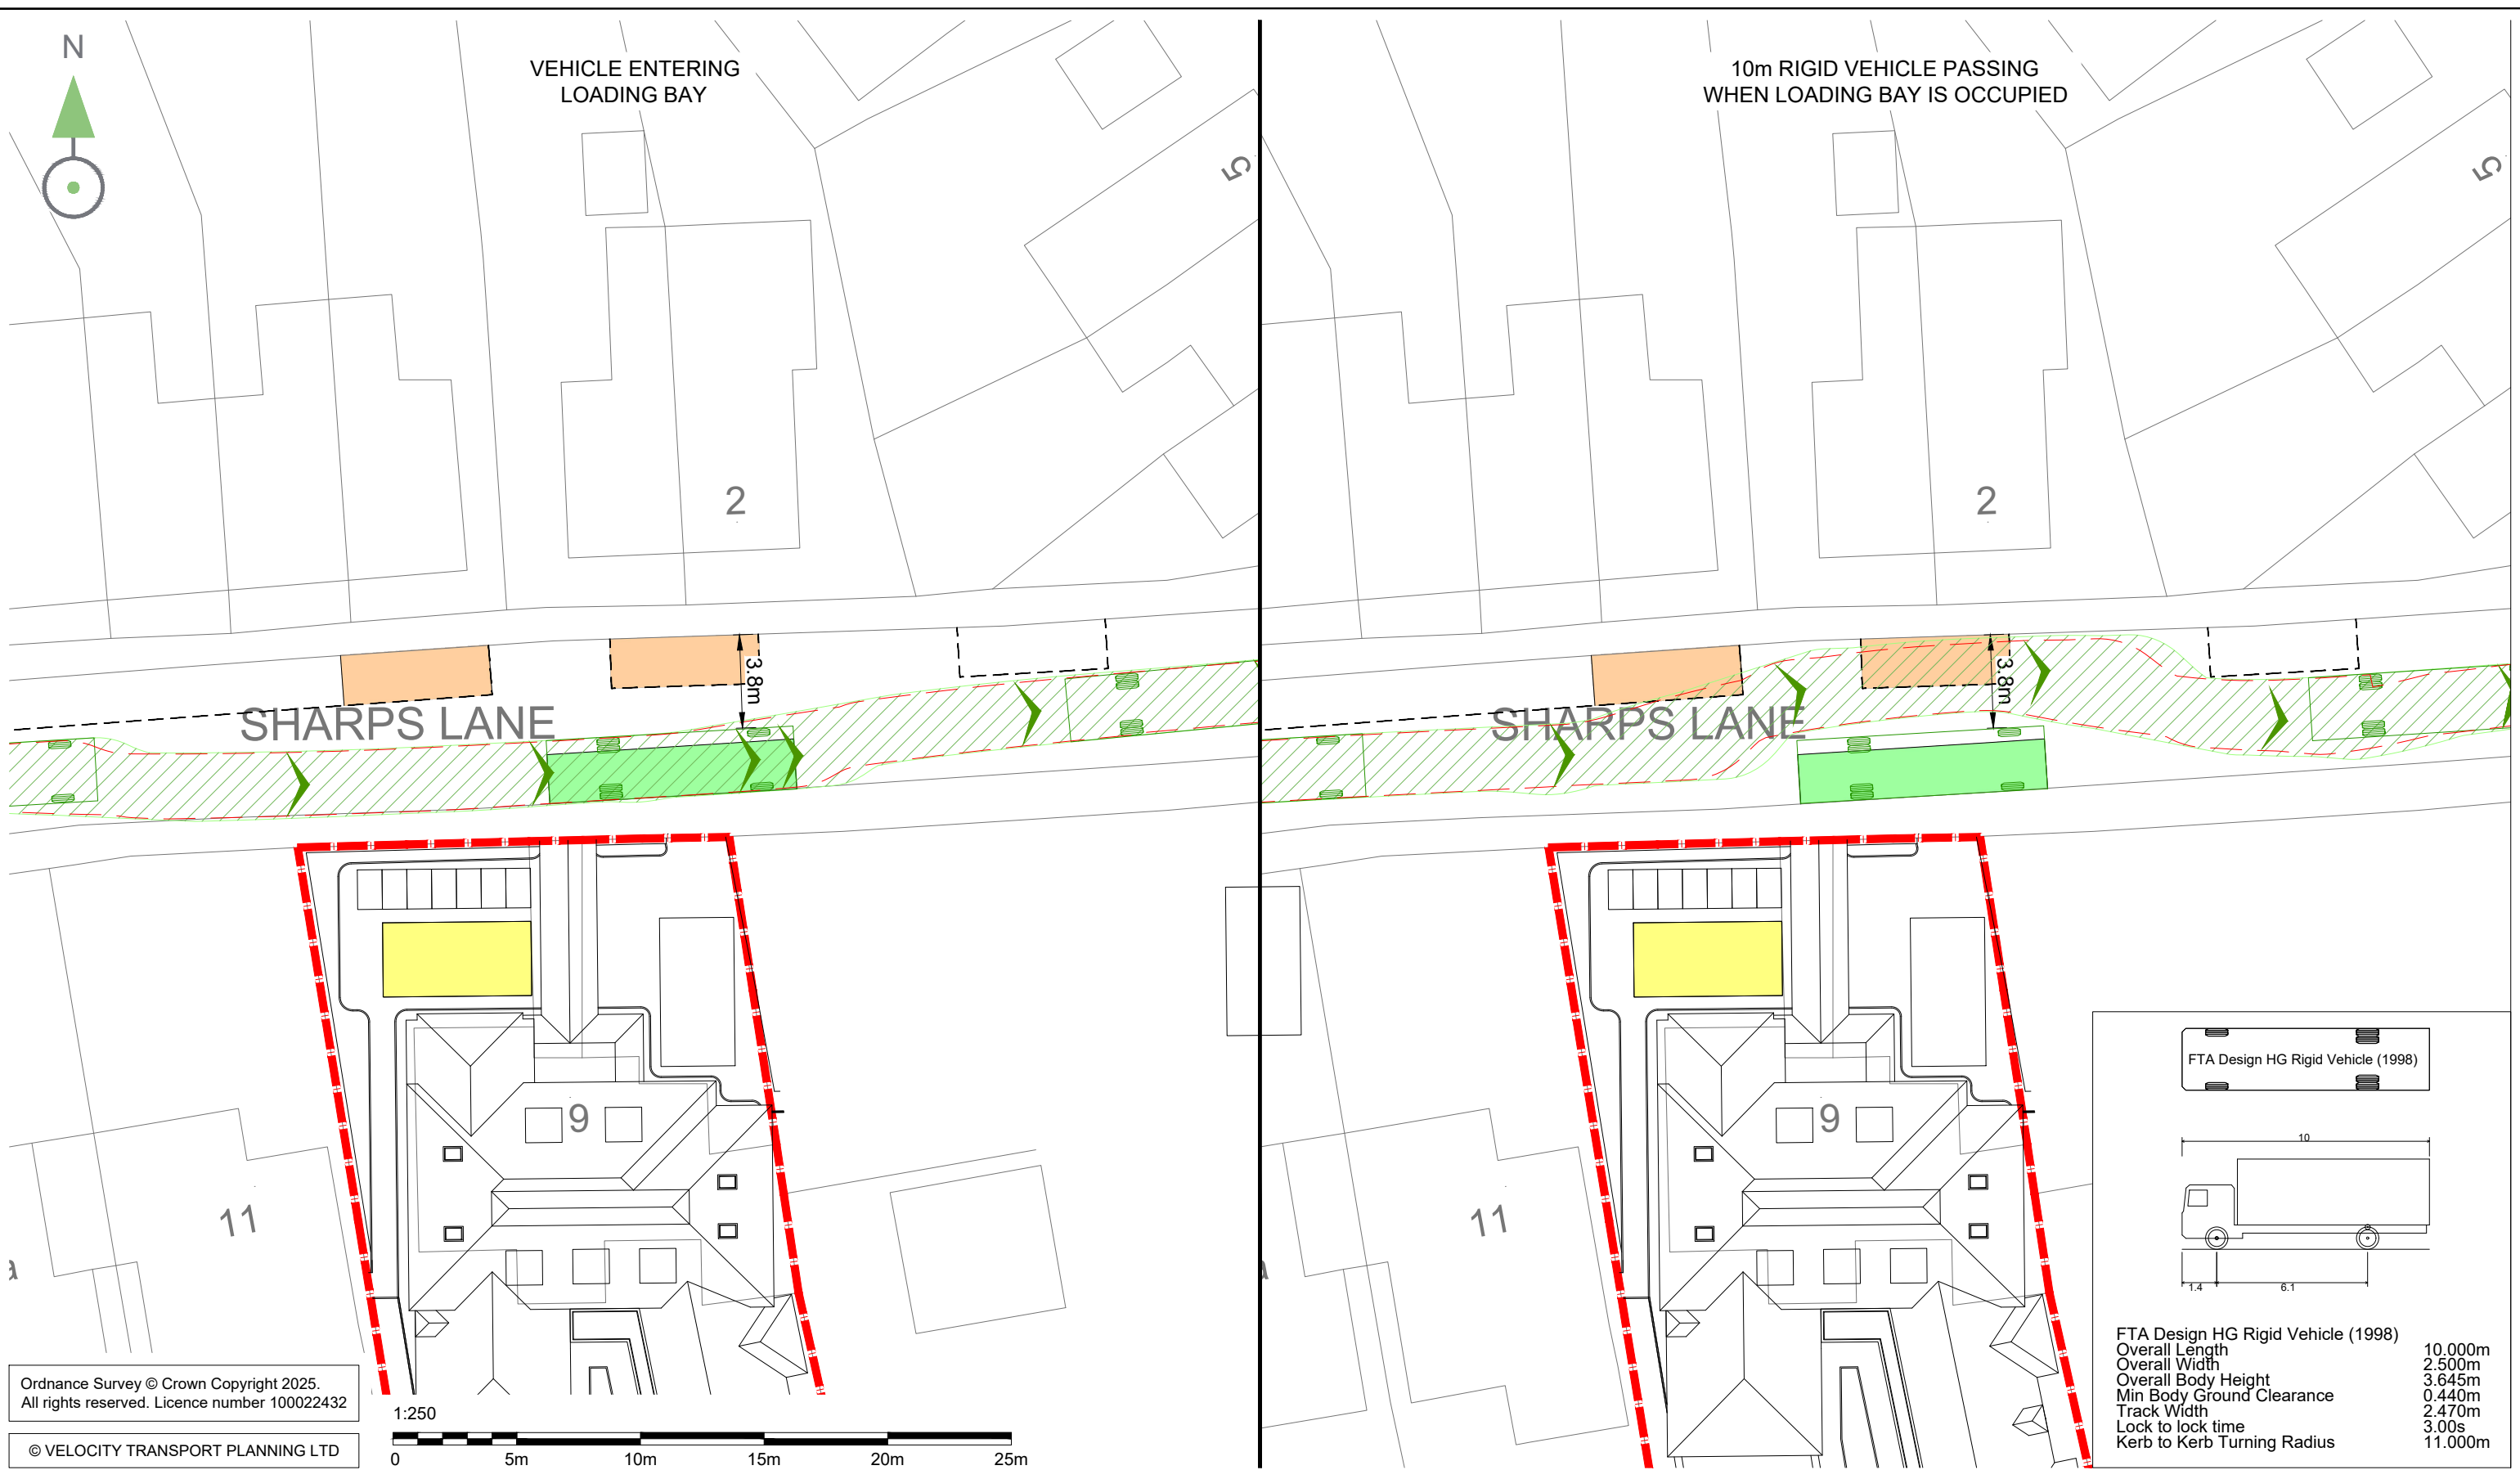 N
VEHICLE ENTERING
LOADING BAY
5
2
3.8m
SHARPS LANE
9
11
a
Ordnance Survey © Crown Copyright 2025.
All rights reserved. Licence number 100022432
© VELOCITY TRANSPORT PLANNING LTD
1:250
0 5m 10m 15m 20m 25m
10m RIGID VEHICLE PASSING
WHEN LOADING BAY IS OCCUPIED
5
2
3.8m
SHARPS LANE
9
11
FTA Design HG Rigid Vehicle (1998)
10
1.4 6.1
FTA Design HG Rigid Vehicle (1998)
Overall Length 10.000m
Overall Width 2.500m
Overall Body Height 3.645m
Min Body Ground Clearance 0.440m
Track Width 2.470m
Lock to lock time 3.00s
Kerb to Kerb Turning Radius 11.000m